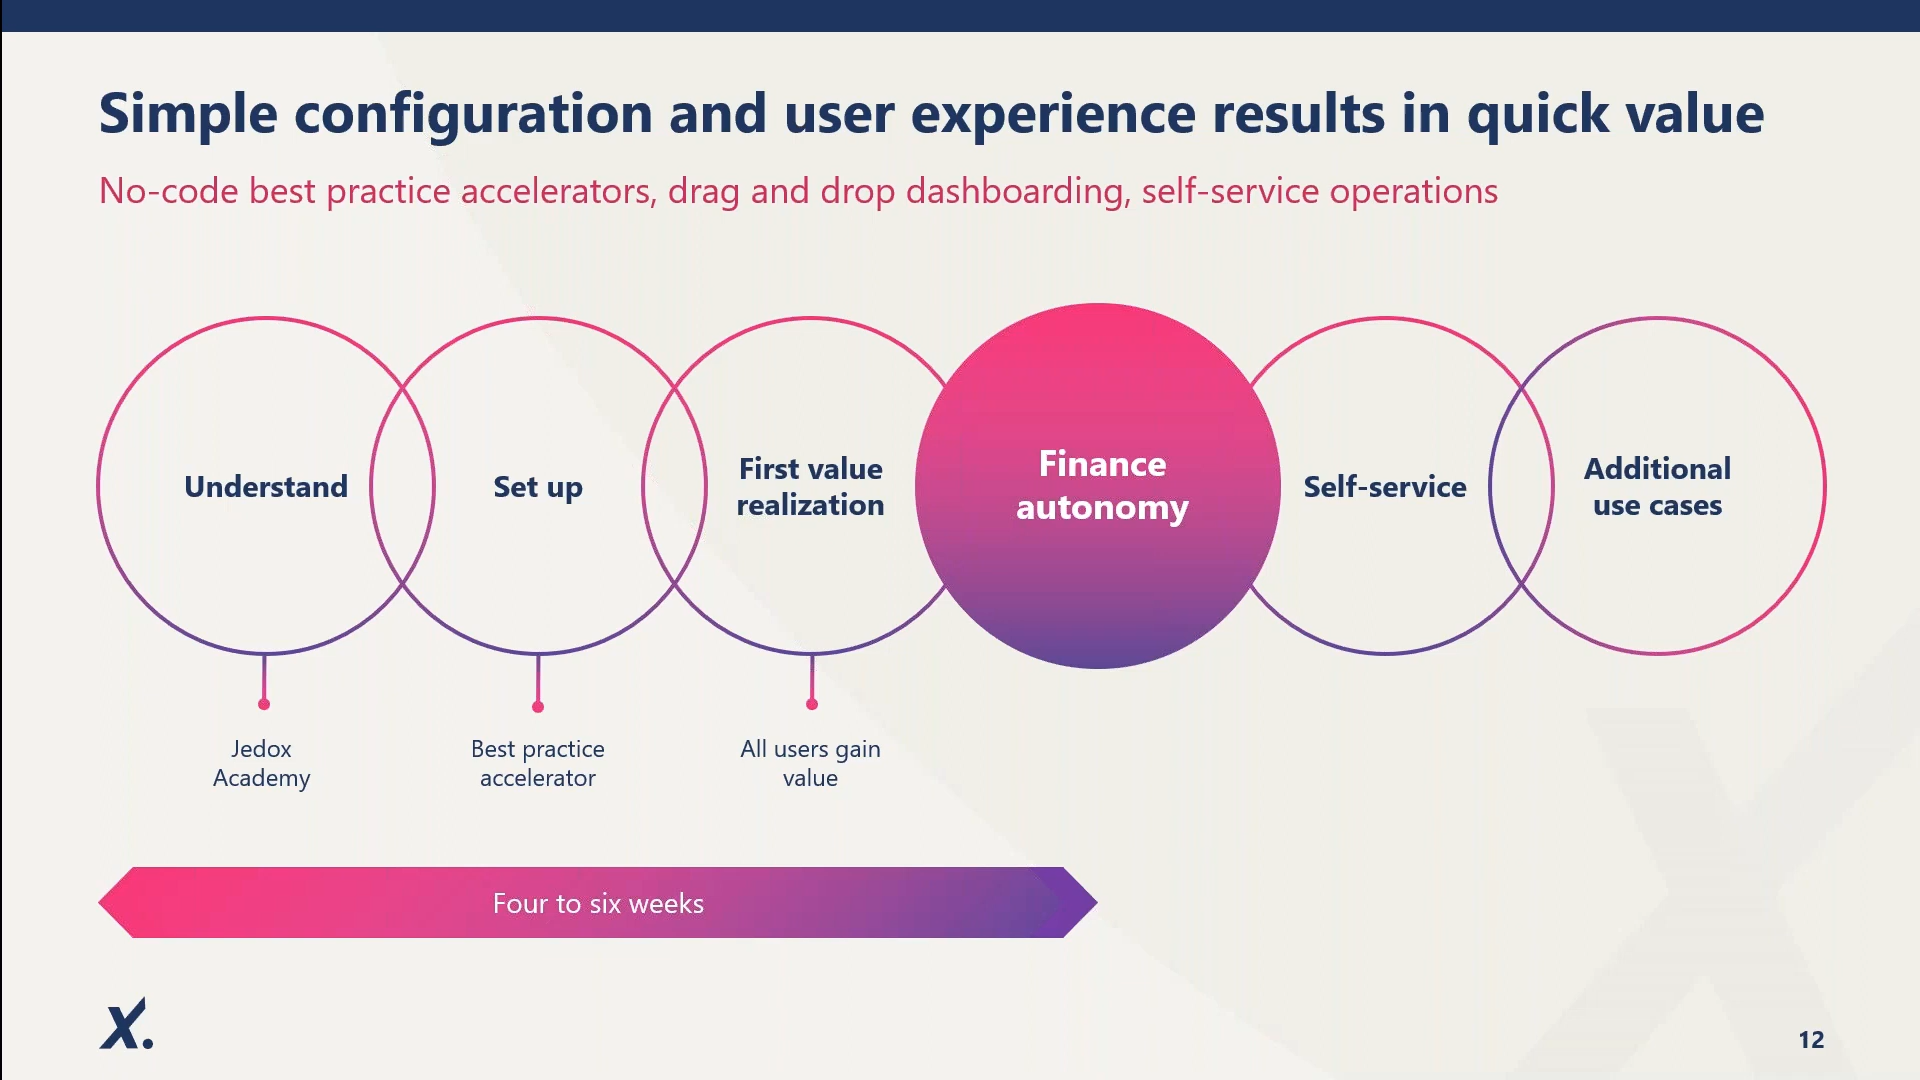 Simple configuration and user experience results in quick value
No-code best practice accelerators, drag and drop dashboarding, self-service operations
Understand
Set up
First value
realization
Finance
autonomy
Self-service
Additional
use cases
Jedox
Academy
Best practice
accelerator
All users gain
value
Four to six weeks
X.
12